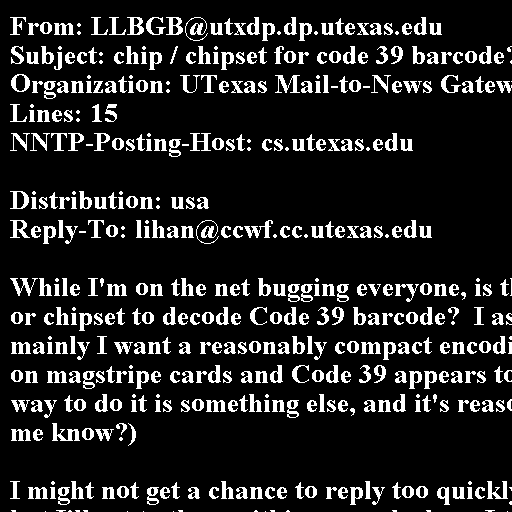 From: LLBGB@utxdp.dp.utexas.edu
Subject: chip / chipset for code 39 barcode?
Organization: UTexas Mail-to-News Gatew
Lines: 15
NNTP-Posting-Host: cs.utexas.edu

Distribution: usa
Reply-To: lihan@ccwf.cc.utexas.edu

While I'm on the net bugging everyone, is th
or chipset to decode Code 39 barcode?  I as
mainly I want a reasonably compact encodi
on magstripe cards and Code 39 appears to
way to do it is something else, and it's reaso
me know?)

I might not get a chance to reply too quickly